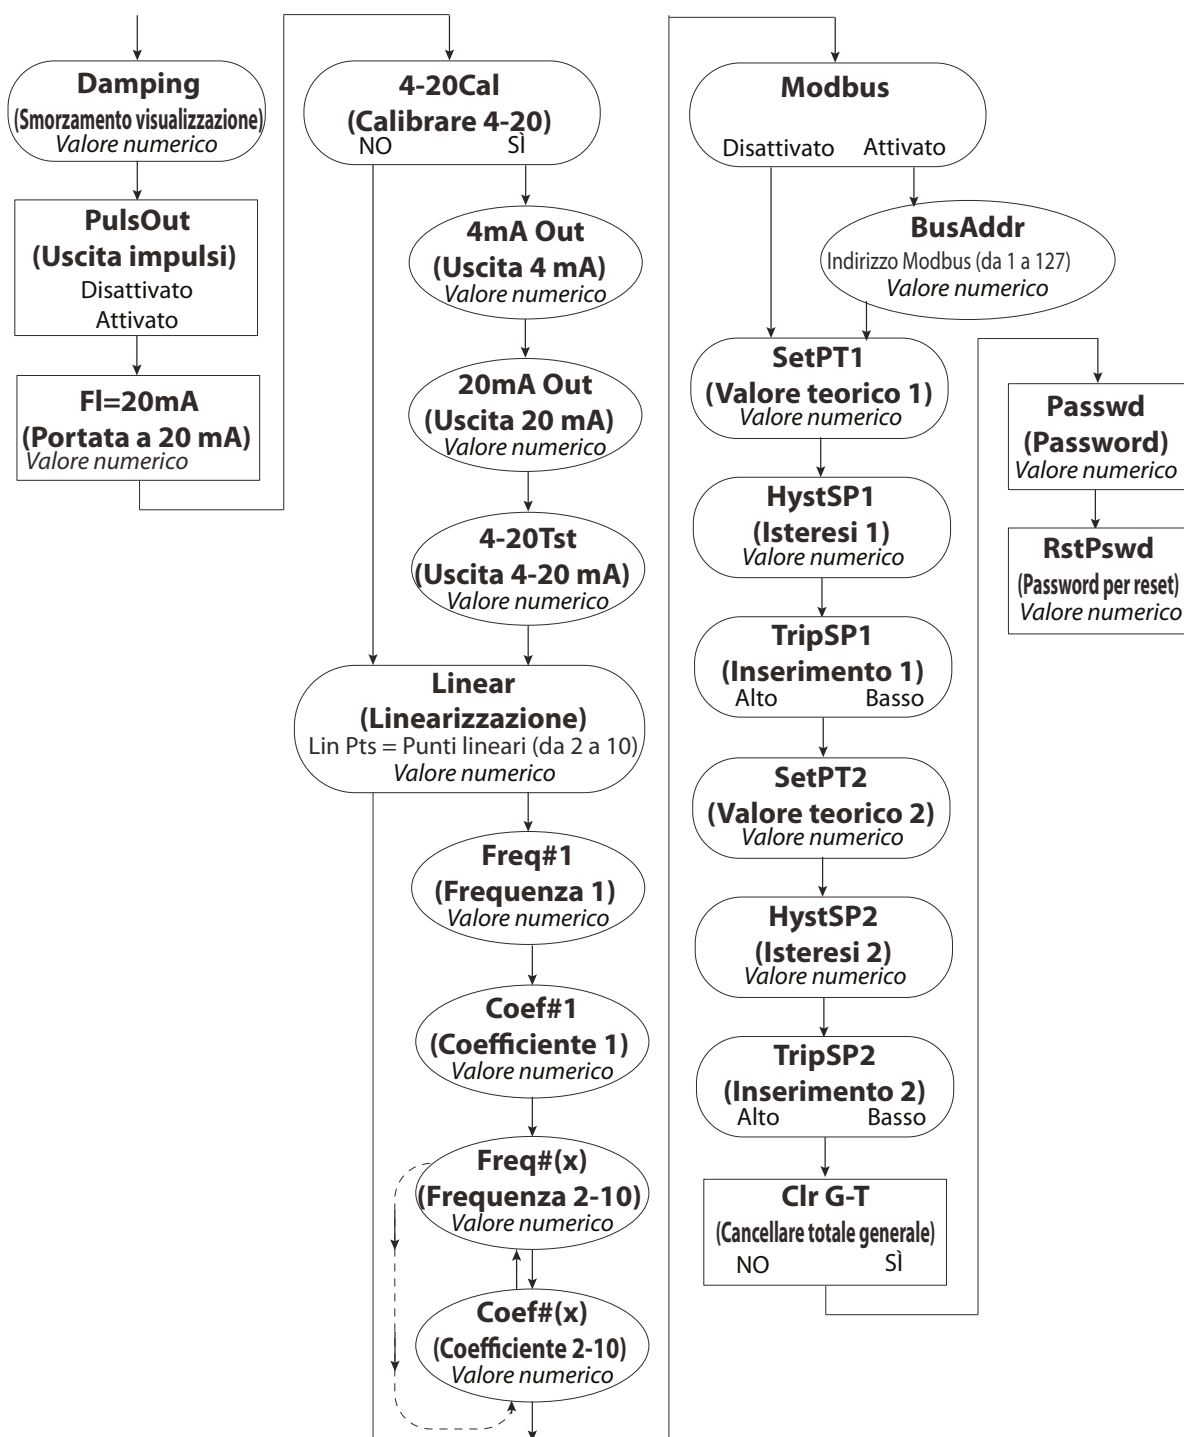 Damping
(Smorzamento visualizzazione)
Valore numerico
PulsOut
(Uscita impulsi)
Disattivato
Attivato
Fl=20mA
(Portata a 20 mA)
Valore numerico
4-20Cal
(Calibrare 4-20)
NO SÌ
4mA Out
(Uscita 4 mA)
Valore numerico
20mA Out
(Uscita 20 mA)
Valore numerico
4-20Tst
(Uscita 4-20 mA)
Valore numerico
Linear
(Linearizzazione)
Lin Pts = Punti lineari (da 2 a 10)
Valore numerico
Freq#1
(Frequenza 1)
Valore numerico
Coef#1
(Coefficiente 1)
Valore numerico
Freq#(x)
(Frequenza 2-10)
Valore numerico
Coef#(x)
(Coefficiente 2-10)
Valore numerico
Modbus
Disattivato Attivato
BusAddr
Indirizzo Modbus (da 1 a 127)
Valore numerico
SetPT1
(Valore teorico 1)
Valore numerico
HystSP1
(Isteresi 1)
Valore numerico
TripSP1
(Inserimento 1)
Alto Basso
SetPT2
(Valore teorico 2)
Valore numerico
HystSP2
(Isteresi 2)
Valore numerico
TripSP2
(Inserimento 2)
Alto Basso
Clr G-T
(Cancellare totale generale)
NO SÌ
Passwd
(Password)
Valore numerico
RstPswd
(Password per reset)
Valore numerico